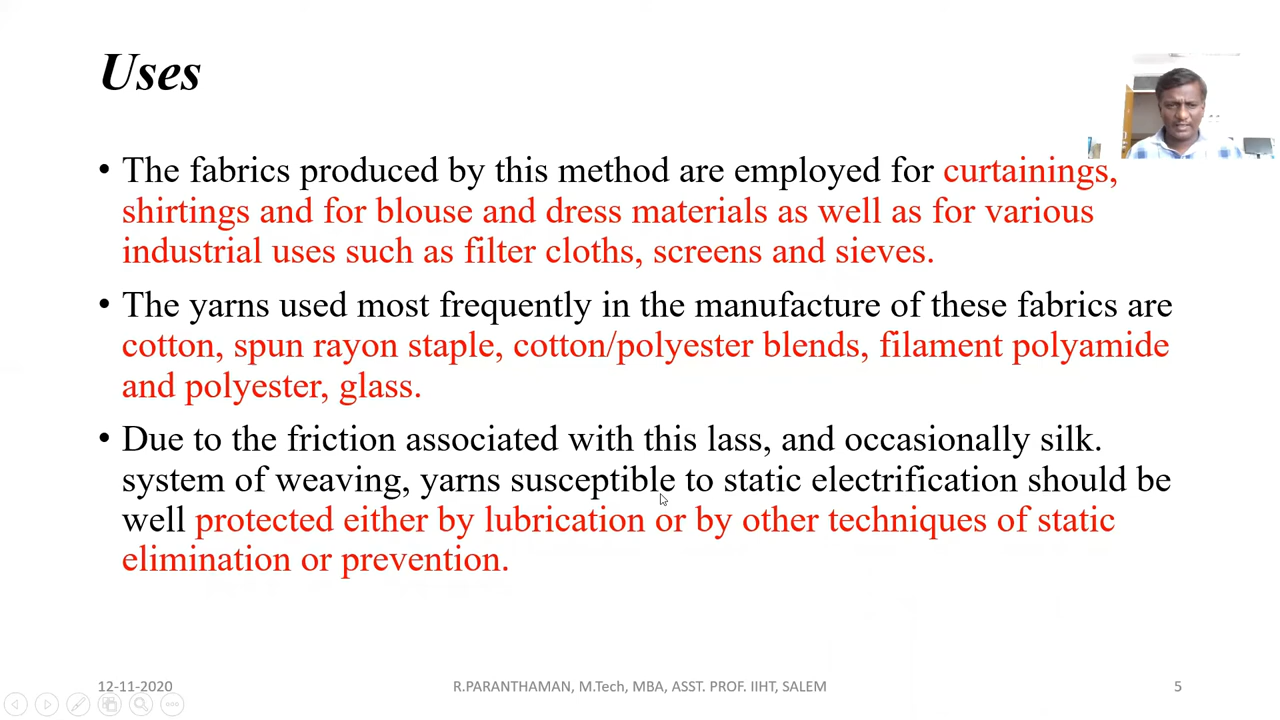 Uses
• The fabrics produced by this method are employed for curtainings,
shirtings and for blouse and dress materials as well as for various
industrial uses such as filter cloths, screens and sieves.
• The yarns used most frequently in the manufacture of these fabrics are
cotton, spun rayon staple, cotton/polyester blends, filament polyamide
and polyester, glass.
• Due to the friction associated with this lass, and occasionally silk.
system of weaving, yarns susceptible to static electrification should be
well protected either by lubrication or by other techniques of static
elimination or prevention.
12-11-2020
R.PARANTHAMAN, M.Tech, MBA, ASST. PROF. IIHT, SALEM
5